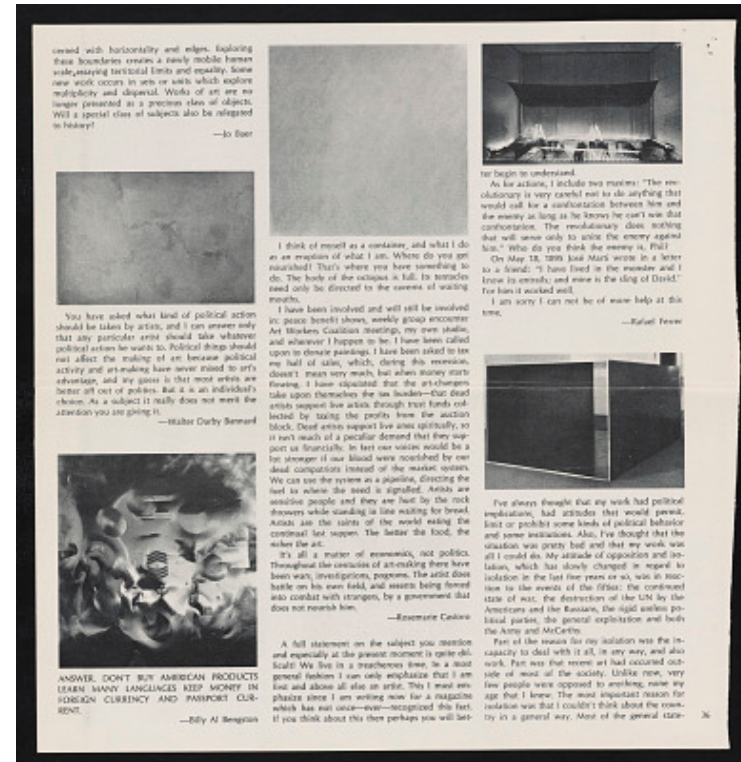 cerned with horizontality and edges. Exploring
these boundaries creates a newly mobile human
scale, essaying territorial limits and equality. Some
new work occurs in sets or units which explore
multiplicity and dispersal. Works of art are no
longer presented as a precious class of objects.
Will a special class of subjects also be relegated
to history?
—Jo Baer
You have asked what kind of political action
should be taken by artists, and I can answer only
that any particular artist should take whatever
political action he wants to. Political things should
not affect the making of art because political
activity and art-making have never mixed to art's
advantage, and my guess is that most artists are
better off out of politics. But it is an individual's
choice. As a subject it really does not merit the
attention you are giving it.
—Walter Darby Bannard
ANSWER. DON'T BUY AMERICAN PRODUCTS
LEARN MANY LANGUAGES KEEP MONEY IN
FOREIGN CURRENCY AND PASSPORT CUR-
RENT.
—Billy Al Bengston
I think of myself as a container, and what I do
as an eruption of what I am. Where do you get
nourished? That's where you have something to
do. The body of the octopus is full. Its tentacles
need only be directed to the caverns of waiting
mouths.
I have been involved and will still be involved
in: peace benefit shows, weekly group encounter
Art Workers Coalition meetings, my own studio,
and wherever I happen to be. I have been called
upon to donate paintings. I have been asked to tax
my half of sales, which, during this recession,
doesn't mean very much, but when money starts
flowing, I have stipulated that the art-changers
take upon themselves the tax burden—that dead
artists support live artists through trust funds col-
lected by taxing the profits from the auction
block. Dead artists support live ones spiritually, so
it isn't much of a peculiar demand that they sup-
port us financially. In fact our voices would be a
lot stronger if our blood were nourished by our
dead compatriots instead of the market system.
We can use the system as a pipeline, directing the
fuel to where the need is signalled. Artists are
sensitive people and they are hurt by the rock
throwers while standing in line waiting for bread.
Artists are the saints of the world eating the
continual last supper. The better the food, the
richer the art.
It's all a matter of economics, not politics.
Throughout the centuries of art-making there have
been wars, investigations, pogroms. The artist does
battle on his own field, and resents being forced
into combat with strangers, by a government that
does not nourish him.
—Rosemarie Castoro
A full statement on the subject you mention
and especially at the present moment is quite dif-
ficult! We live in a treacherous time. In a most
general fashion I can only emphasize that I am
first and above all else an artist. This I must em-
phasize since I am writing now for a magazine
which has not once—ever—recognized this fact.
If you think about this then perhaps you will bet-
ter begin to understand.
As for actions, I include two maxims: "The rev-
olutionary is very careful not to do anything that
would call for a confrontation between him and
the enemy as long as he knows he can't win that
confrontation. The revolutionary does nothing
that will serve only to unite the enemy against
him." Who do you think the enemy is, Phil?
On May 18, 1895 José Martí wrote in a letter
to a friend: "I have lived in the monster and I
know its entrails; and mine is the sling of David."
For him it worked well.
I am sorry I can not be of more help at this
time.
—Rafael Ferrer
I've always thought that my work had political
implications, had attitudes that would permit,
limit or prohibit some kinds of political behavior
and some institutions. Also, I've thought that the
situation was pretty bad and that my work was
all I could do. My attitude of opposition and iso-
lation, which has slowly changed in regard to
isolation in the last five years or so, was in reac-
tion to the events of the fifties: the continued
state of war, the destruction of the UN by the
Americans and the Russians, the rigid useless po-
litical parties, the general exploitation and both
the Army and McCarthy.
Part of the reason for my isolation was the in-
capacity to deal with it all, in any way, and also
work. Part was that recent art had occurred out-
side of most of the society. Unlike now, very
few people were opposed to anything, none my
age that I knew. The most important reason for
isolation was that I couldn't think about the coun-
try in a general way. Most of the general state-
36